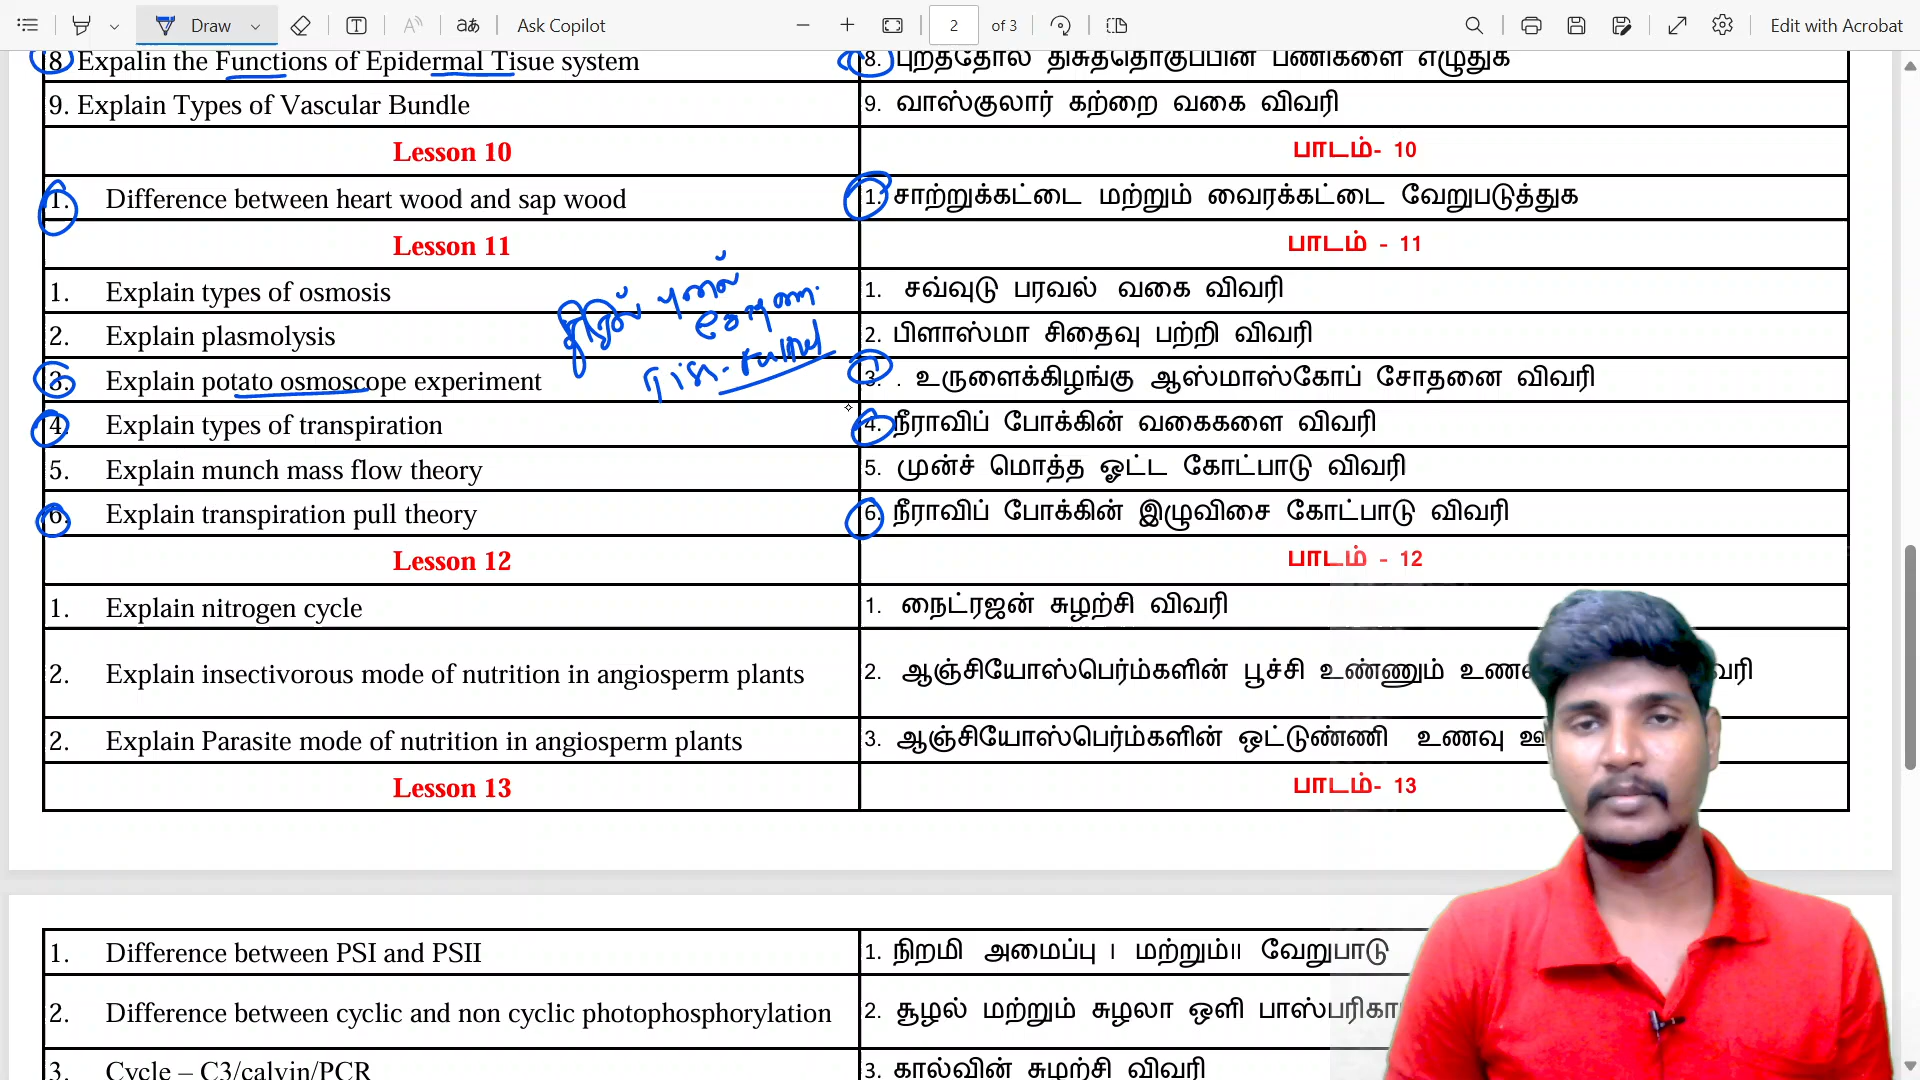 Draw
Ask Copilot
2 of 3
Edit with Acrobat
8 Expalin the Functions of Epidermal Tisue system
8. புறத்தோல் திசுத்தொகுப்பின் பணிகளை எழுதுக
9. Explain Types of Vascular Bundle
9. வாஸ்குலார் கற்றை வகை விவரி
Lesson 10
பாடம்- 10
1. Difference between heart wood and sap wood
1. சாற்றுக்கட்டை மற்றும் வைரக்கட்டை வேறுபடுத்துக
Lesson 11
பாடம் - 11
1. Explain types of osmosis
1. சவ்வுடு பரவல் வகை விவரி
2. Explain plasmolysis
2. பிளாஸ்மா சிதைவு பற்றி விவரி
3. Explain potato osmoscope experiment
3. . உருளைக்கிழங்கு ஆஸ்மாஸ்கோப் சோதனை விவரி
4. Explain types of transpiration
4. நீராவிப் போக்கின் வகைகளை விவரி
5. Explain munch mass flow theory
5. முன்ச் மொத்த ஓட்ட கோட்பாடு விவரி
6. Explain transpiration pull theory
6. நீராவிப் போக்கின் இழுவிசை கோட்பாடு விவரி
Lesson 12
பாடம் - 12
1. Explain nitrogen cycle
1. நைட்ரஜன் சுழற்சி விவரி
2. Explain insectivorous mode of nutrition in angiosperm plants
2. ஆஞ்சியோஸ்பெர்ம்களின் பூச்சி உண்ணும்
2. Explain Parasite mode of nutrition in angiosperm plants
3. ஆஞ்சியோஸ்பெர்ம்களின் ஒட்டுண்ணி உணவு
Lesson 13
பாடம்- 13
1. Difference between PSI and PSII
1. நிறமி அமைப்பு I மற்றும்II வேறுபாடு
2. Difference between cyclic and non cyclic photophosphorylation
2. சூழல் மற்றும் சுழலா ஒளி
3. Cycle – C3/calvin/PCR
3. கால்வின் சுழற்சி விவரி